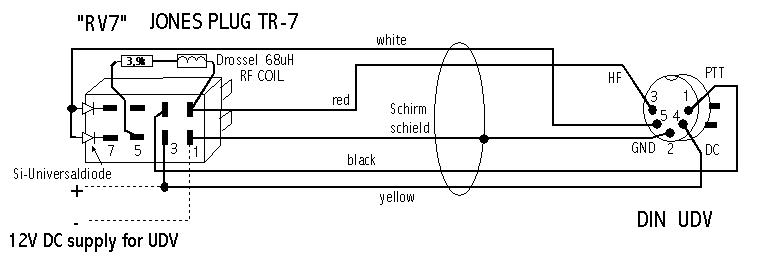 "RV7" JONES PLUG TR-7
white
3,9k Drossel 68uH
RF COIL
HF
PTT
red
Schirm
schield
3
1
5 4
2
GND
DC
7 5 3 1
black
Si-Universaldiode
+
yellow
-
12V DC supply for UDV
DIN UDV